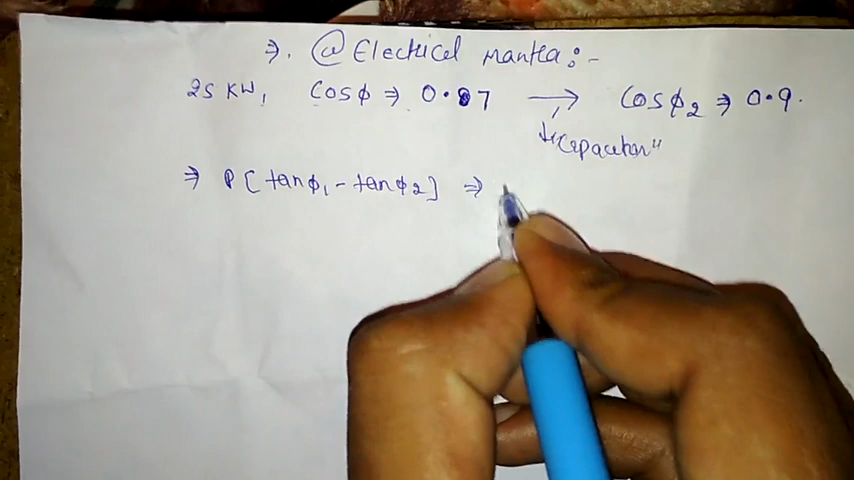 ⇒. @ Electrical Mantra:-
25 KW, Cosφ ⇒ 0.87 → Cosφ2 ⇒ 0.9.
↓ "Capacitor"
⇒ P[tanφ1 - tanφ2] ⇒